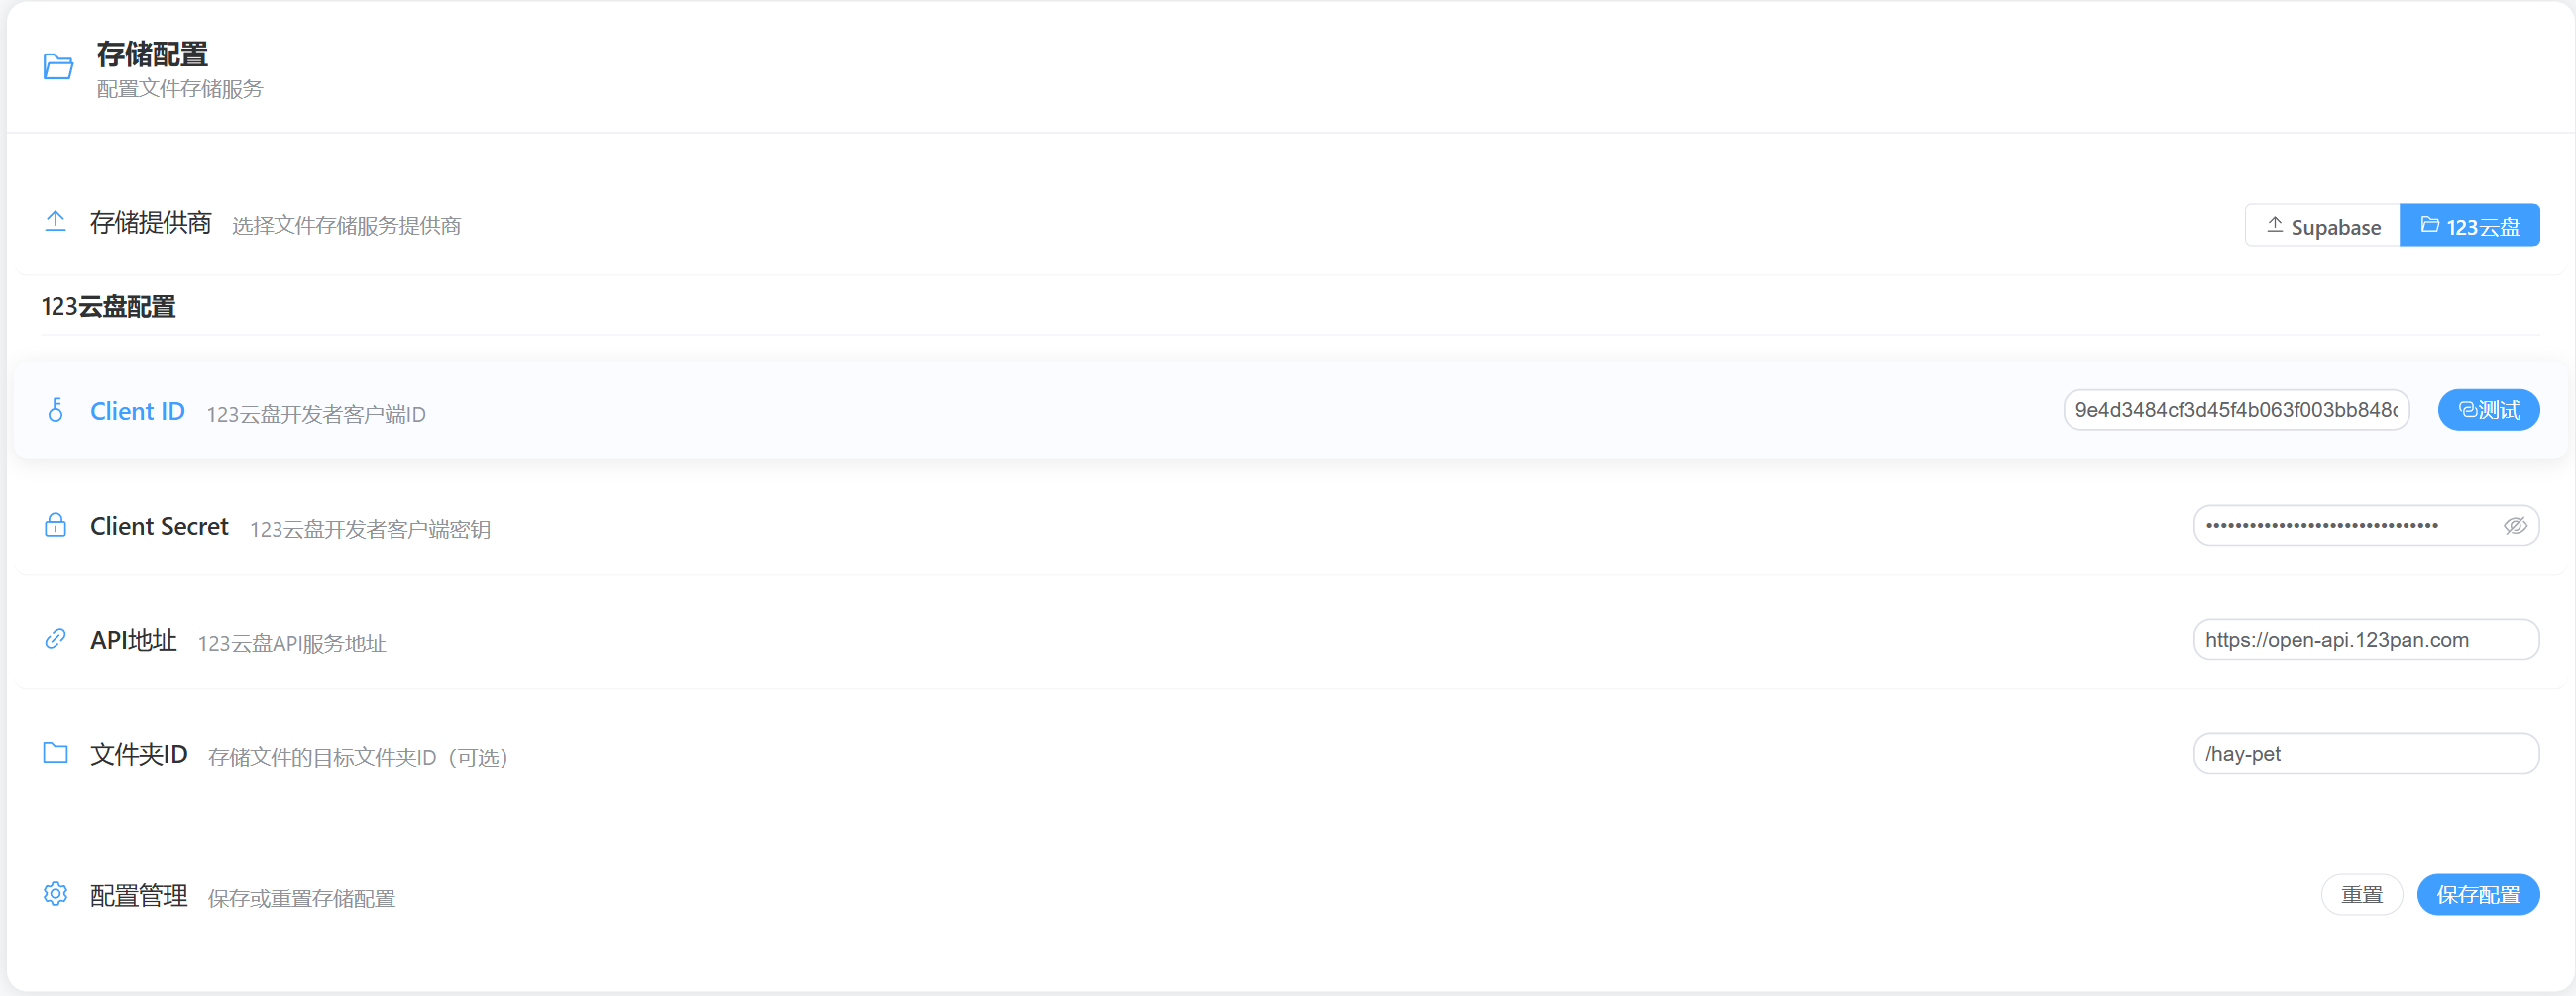 存储配置
配置文件存储服务
存储提供商 选择文件存储服务提供商 Supabase 123云盘
123云盘配置
Client ID 123云盘开发者客户端ID 9e4d3484cf3d45f4b063f003bb848c 测试
Client Secret 123云盘开发者客户端密钥 ••••••••••••••••••••••••••••••••
API地址 123云盘API服务地址 https://open-api.123pan.com
文件夹ID 存储文件的目标文件夹ID（可选） /hay-pet
配置管理 保存或重置存储配置 重置 保存配置